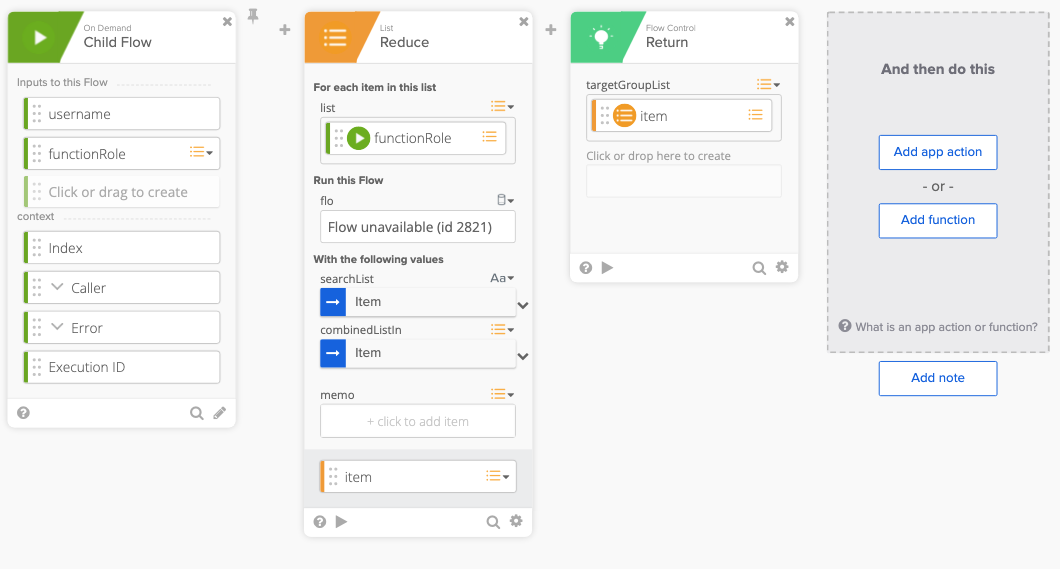 On Demand
Child Flow
Inputs to this Flow
username
functionRole
Click or drag to create
context
Index
Caller
Error
Execution ID
List
Reduce
For each item in this list
list
functionRole
Run this Flow
flo
Flow unavailable (id 2821)
With the following values
searchList
Aa
Item
combinedListIn
Item
memo
+ click to add item
item
Flow Control
Return
targetGroupList
item
Click or drop here to create
And then do this
Add app action
- or -
Add function
What is an app action or function?
Add note